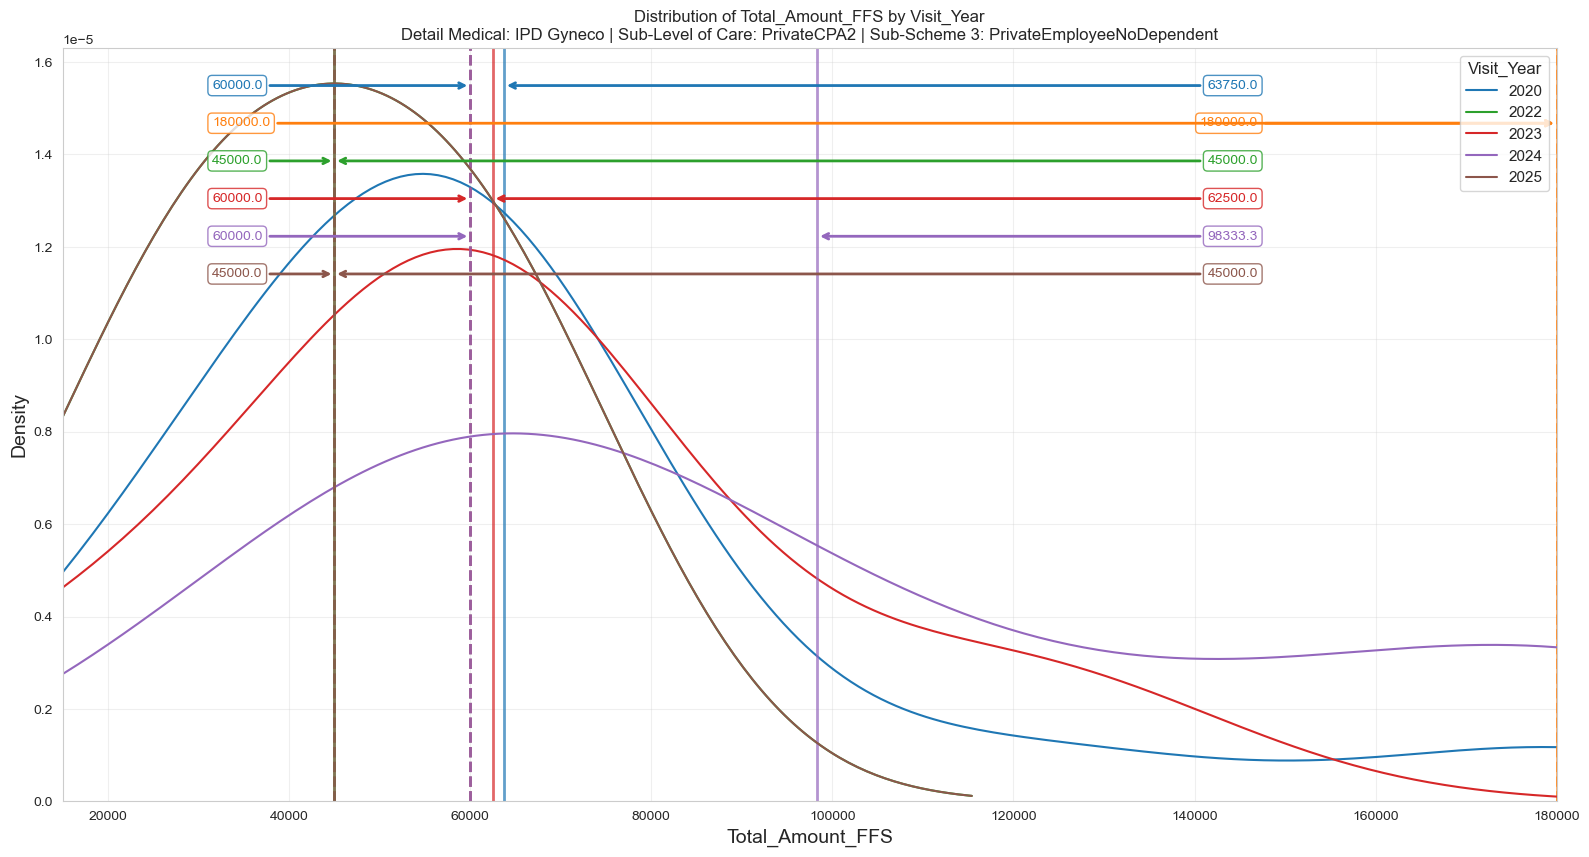 Distribution of Total_Amount_FFS by Visit_Year
Detail Medical: IPD Gyneco | Sub-Level of Care: PrivateCPA2 | Sub-Scheme 3: PrivateEmployeeNoDependent
1e−5
1.6
1.4
1.2
1.0
0.8
0.6
0.4
0.2
0.0
Density
60000.0 63750.0
180000.0 180000.0
45000.0 45000.0
60000.0 62500.0
60000.0 98333.3
45000.0 45000.0
Visit_Year
2020
2022
2023
2024
2025
20000 40000 60000 80000 100000 120000 140000 160000 180000
Total_Amount_FFS